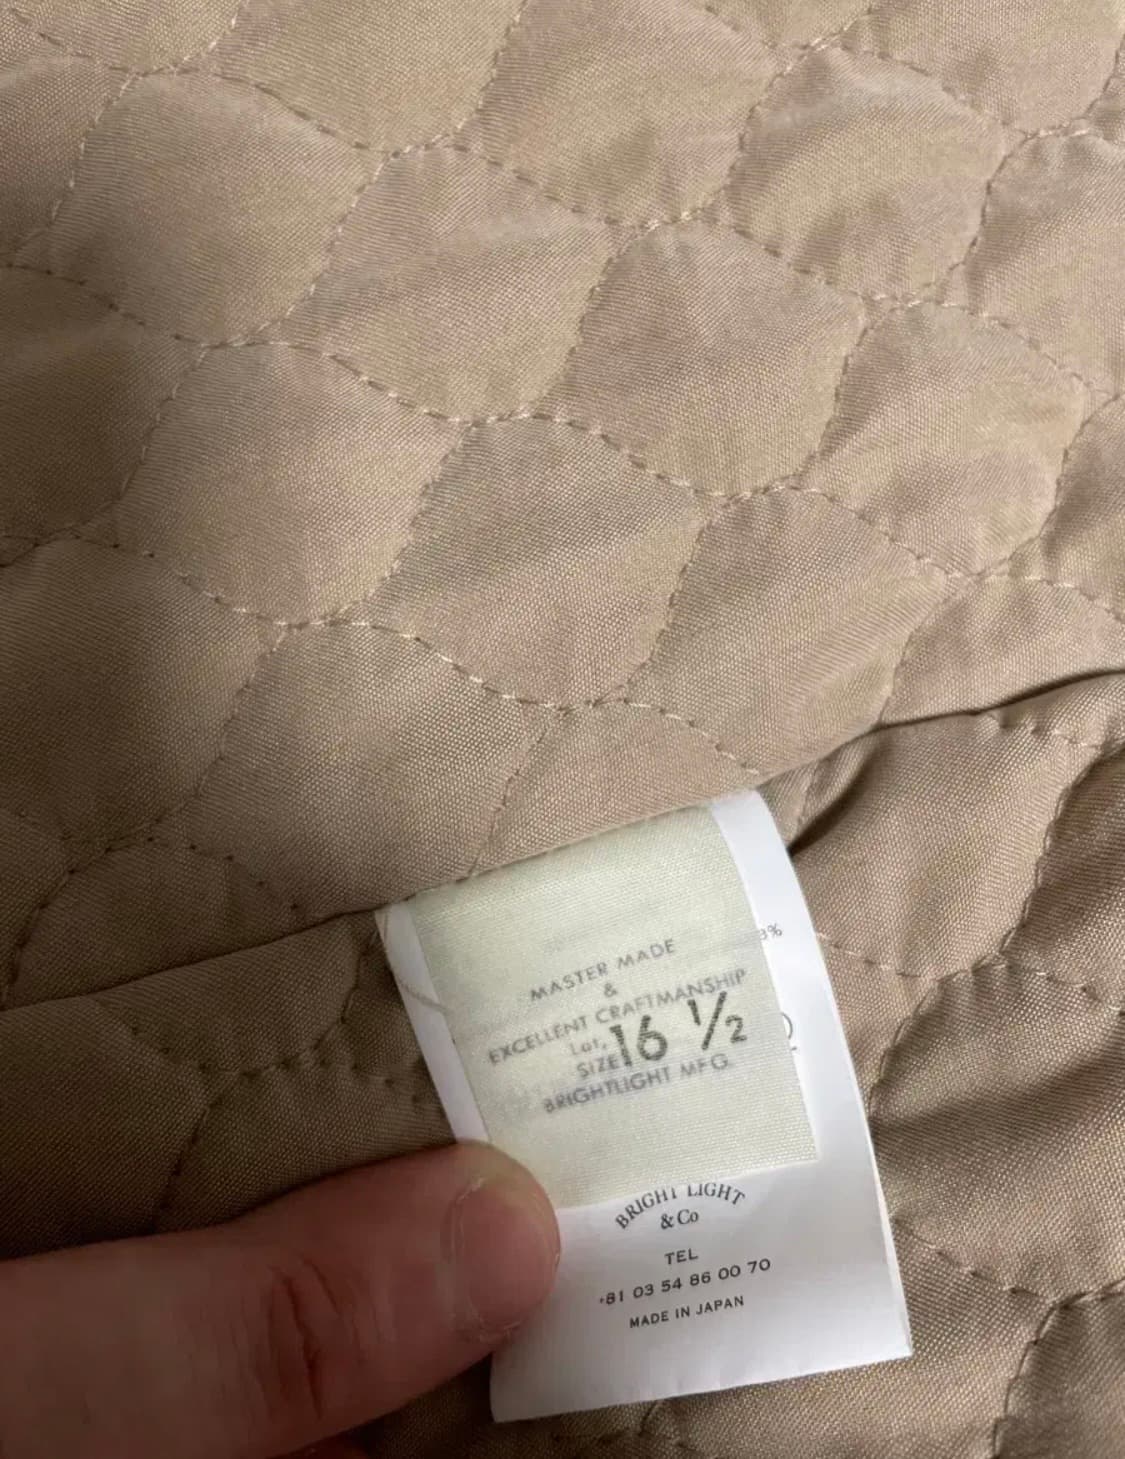 MASTER MADE
&
EXCELLENT CRAFTMANSHIP
Lot,
SIZE 16 1/2
BRIGHTLIGHT MFG.
3%
BRIGHT LIGHT
& Co
TEL
+81 03 54 86 00 70
MADE IN JAPAN